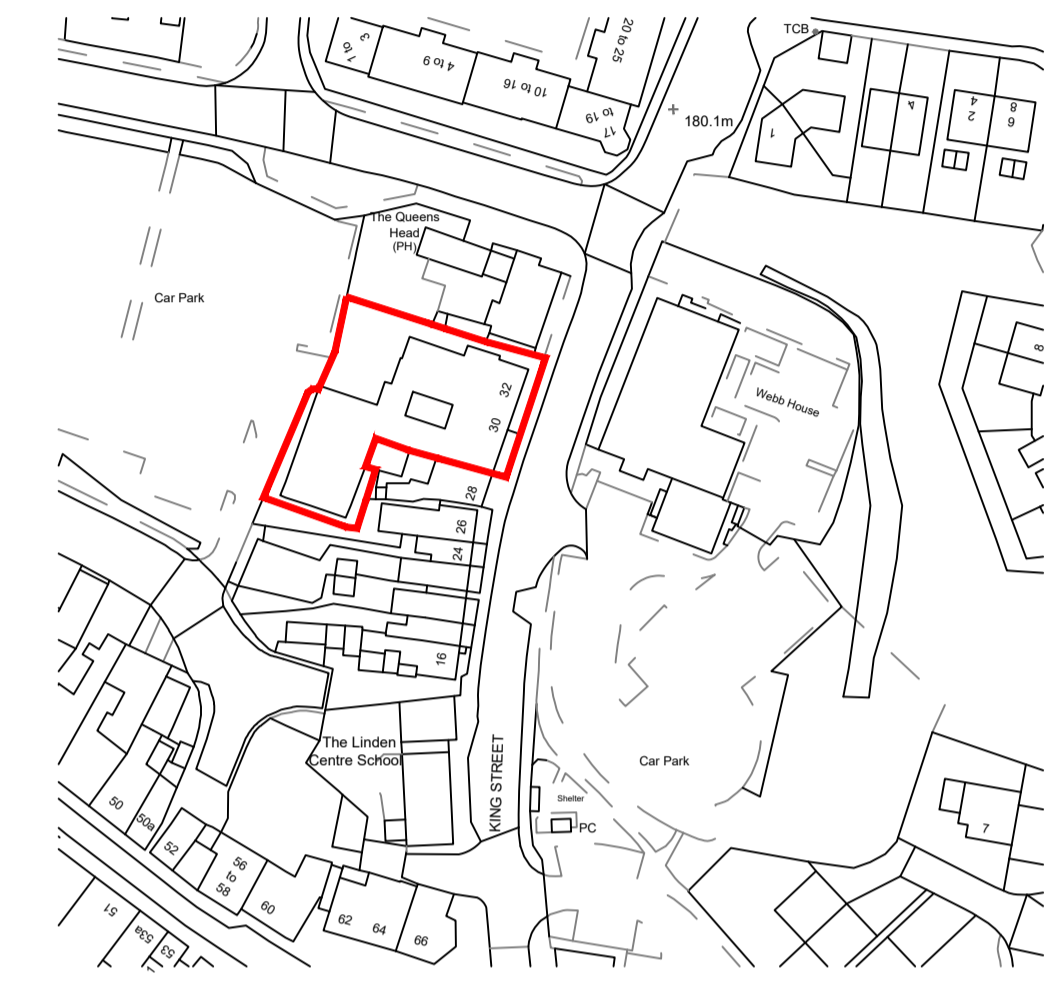 TCB
20 to 25
3
7 to
4 to 9
10 to 16
17
to 19
180.1m
1
4
2
4
6
8
The Queens
Head
(PH)
Car Park
8
32
30
Webb House
28
26
24
16
The Linden
Centre School
KING STREET
Car Park
Shelter
PC
7
50
50a
52
56
to
58
60
62
64
66
51
53a
53
1